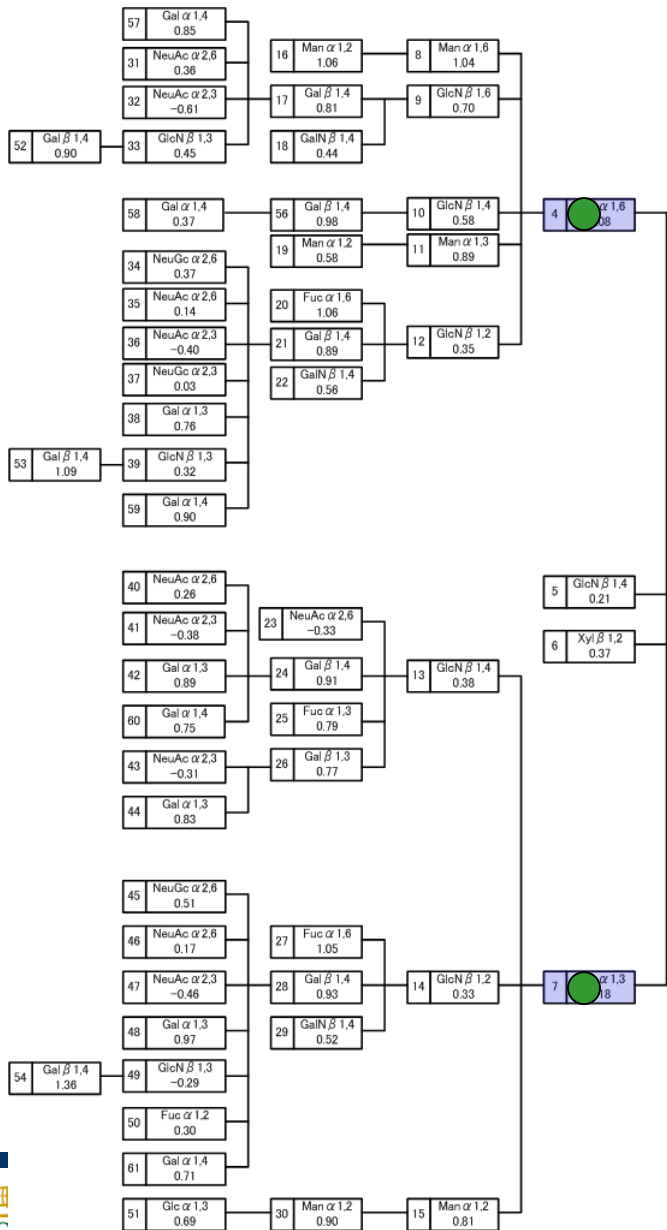 57 Gal α 1,4
0.85
31 NeuAc α 2,6
0.36
16 Man α 1,2
1.06
8 Man α 1,6
1.04
32 NeuAc α 2,3
-0.61
17 Gal β 1,4
0.81
9 GlcN β 1,6
0.70
52 Gal β 1,4
0.90
33 GlcN β 1,3
0.45
18 GalN β 1,4
0.44
58 Gal α 1,4
0.37
56 Gal β 1,4
0.98
10 GlcN β 1,4
0.58
4 α 1,6
08
19 Man α 1,2
0.58
11 Man α 1,3
0.89
34 NeuGc α 2,6
0.37
35 NeuAc α 2,6
0.14
20 Fuc α 1,6
1.06
36 NeuAc α 2,3
-0.40
21 Gal β 1,4
0.89
12 GlcN β 1,2
0.35
37 NeuGc α 2,3
0.03
22 GalN β 1,4
0.56
38 Gal α 1,3
0.76
53 Gal β 1,4
1.09
39 GlcN β 1,3
0.32
59 Gal α 1,4
0.90
40 NeuAc α 2,6
0.26
5 GlcN β 1,4
0.21
41 NeuAc α 2,3
-0.38
23 NeuAc α 2,6
-0.33
6 Xyl β 1,2
0.37
42 Gal α 1,3
0.89
24 Gal β 1,4
0.91
13 GlcN β 1,4
0.38
60 Gal α 1,4
0.75
25 Fuc α 1,3
0.79
43 NeuAc α 2,3
-0.31
26 Gal β 1,3
0.77
44 Gal α 1,3
0.83
45 NeuGc α 2,6
0.51
46 NeuAc α 2,6
0.17
27 Fuc α 1,6
1.05
47 NeuAc α 2,3
-0.46
28 Gal β 1,4
0.93
14 GlcN β 1,2
0.33
7 α 1,3
18
48 Gal α 1,3
0.97
29 GalN β 1,4
0.52
54 Gal β 1,4
1.36
49 GlcN β 1,3
-0.29
50 Fuc α 1,2
0.30
61 Gal α 1,4
0.71
51 Glc α 1,3
0.69
30 Man α 1,2
0.90
15 Man α 1,2
0.81